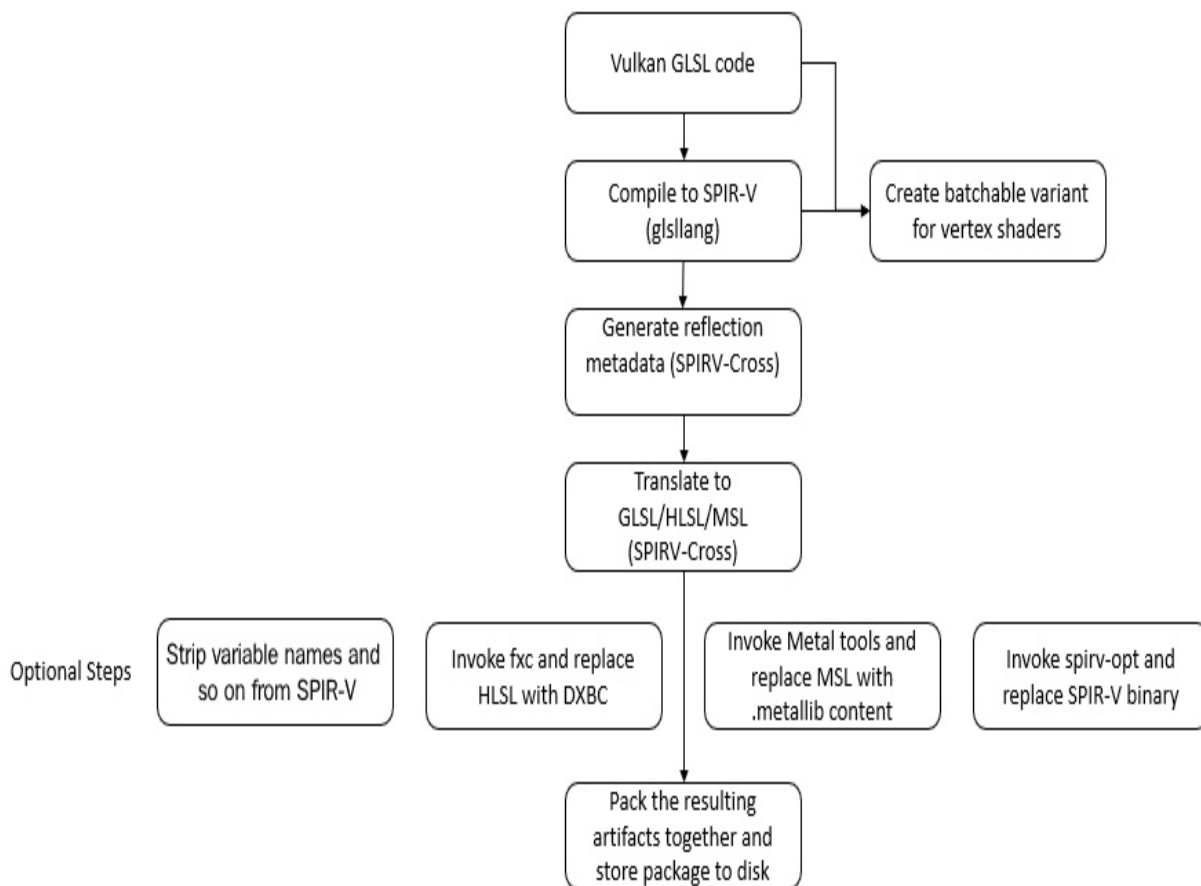 Vulkan GLSL code
Compile to SPIR-V
(glsllang)
Create batchable variant
for vertex shaders
Generate reflection
metadata (SPIRV-Cross)
Translate to
GLSL/HLSL/MSL
(SPIRV-Cross)
Optional Steps
Strip variable names and
so on from SPIR-V
Invoke fxc and replace
HLSL with DXBC
Invoke Metal tools and
replace MSL with
.metallib content
Invoke spirv-opt and
replace SPIR-V binary
Pack the resulting
artifacts together and
store package to disk